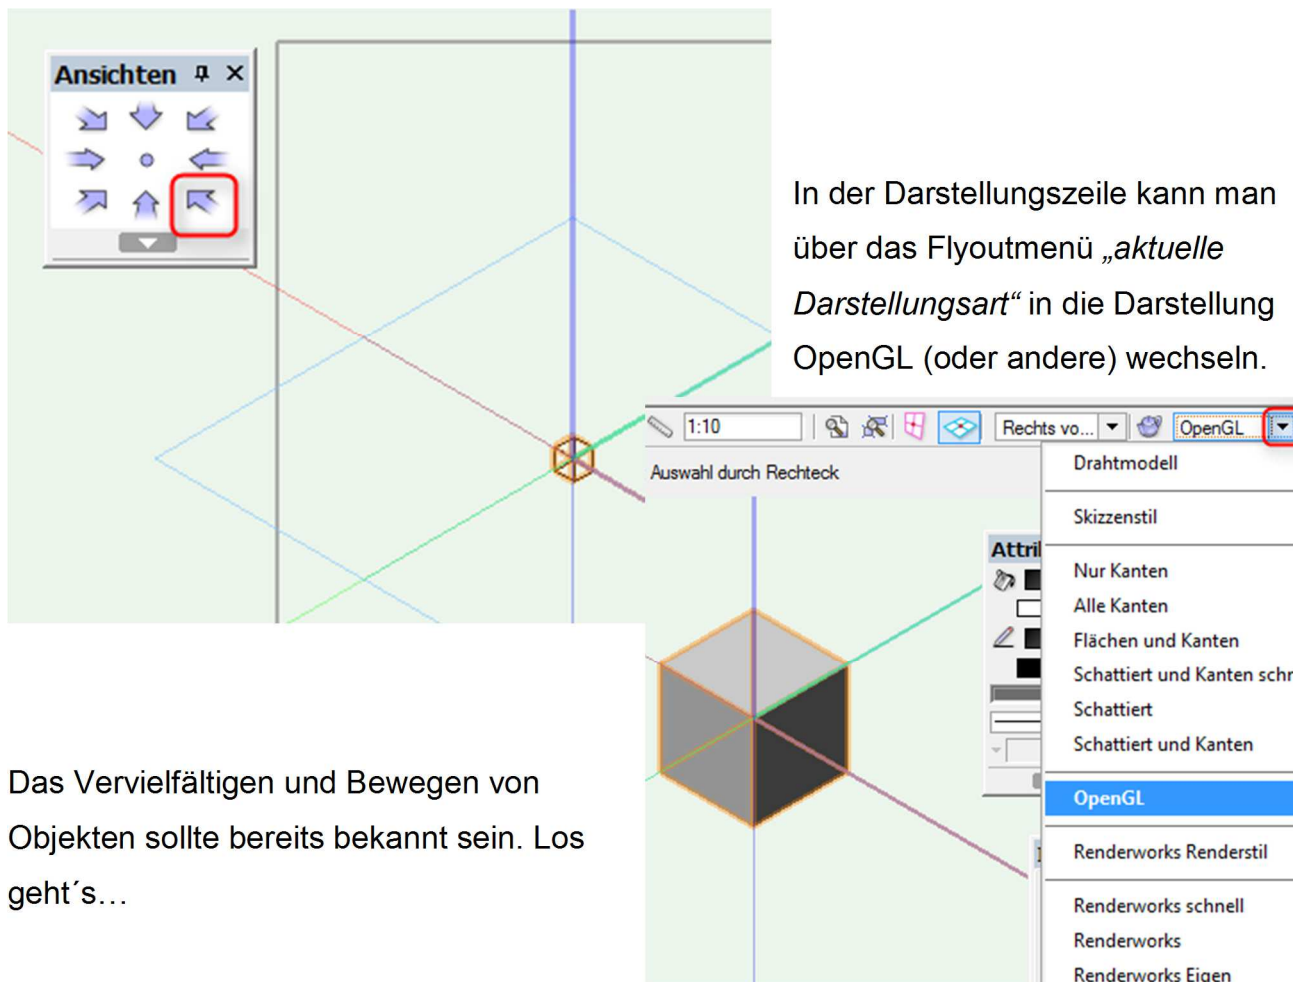 Ansichten
In der Darstellungszeile kann man
über das Flyoutmenü „aktuelle
Darstellungsart“ in die Darstellung
OpenGL (oder andere) wechseln.
1:10
Rechts vo...
OpenGL
Auswahl durch Rechteck
Drahtmodell
Skizzenstil
Attri
Nur Kanten
Alle Kanten
Flächen und Kanten
Schattiert und Kanten schn
Schattiert
Schattiert und Kanten
OpenGL
Renderworks Renderstil
Renderworks schnell
Renderworks
Renderworks Eigen
Das Vervielfältigen und Bewegen von
Objekten sollte bereits bekannt sein. Los
geht´s…